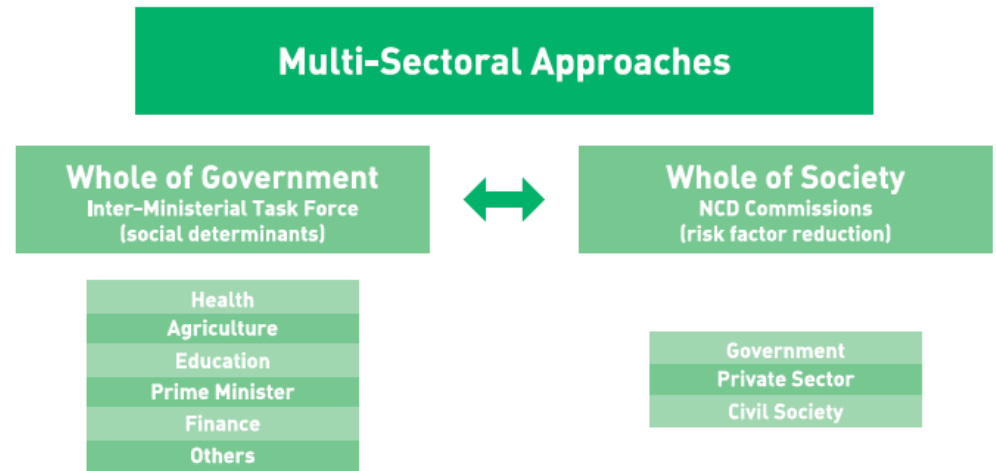 Multi-Sectoral Approaches
Whole of Government
Inter-Ministerial Task Force
(social determinants)
Whole of Society
NCD Commissions
(risk factor reduction)
Health
Agriculture
Education
Prime Minister
Finance
Others
Government
Private Sector
Civil Society